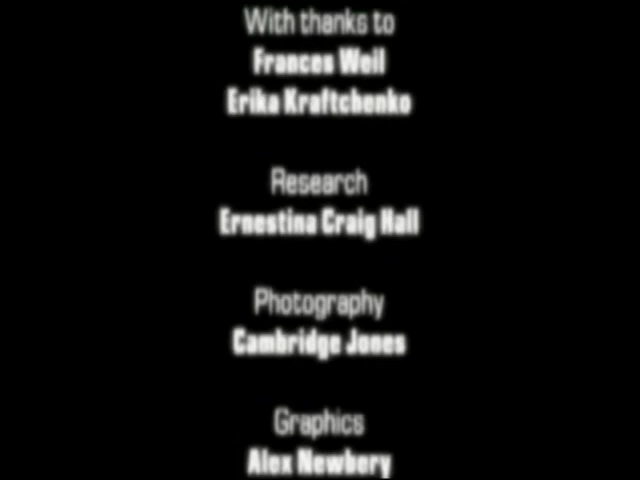 With thanks to
Frances Weil
Erika Kraftchenko
Research
Ernestina Craig Hall
Photography
Cambridge Jones
Graphics
Alex Newbery